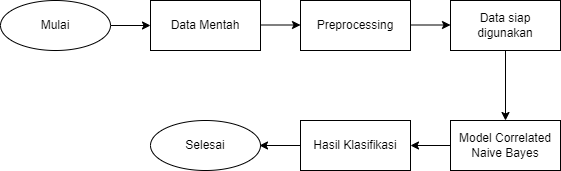 Mulai
Data Mentah
Preprocessing
Data siap
digunakan
Model Correlated
Naive Bayes
Hasil Klasifikasi
Selesai